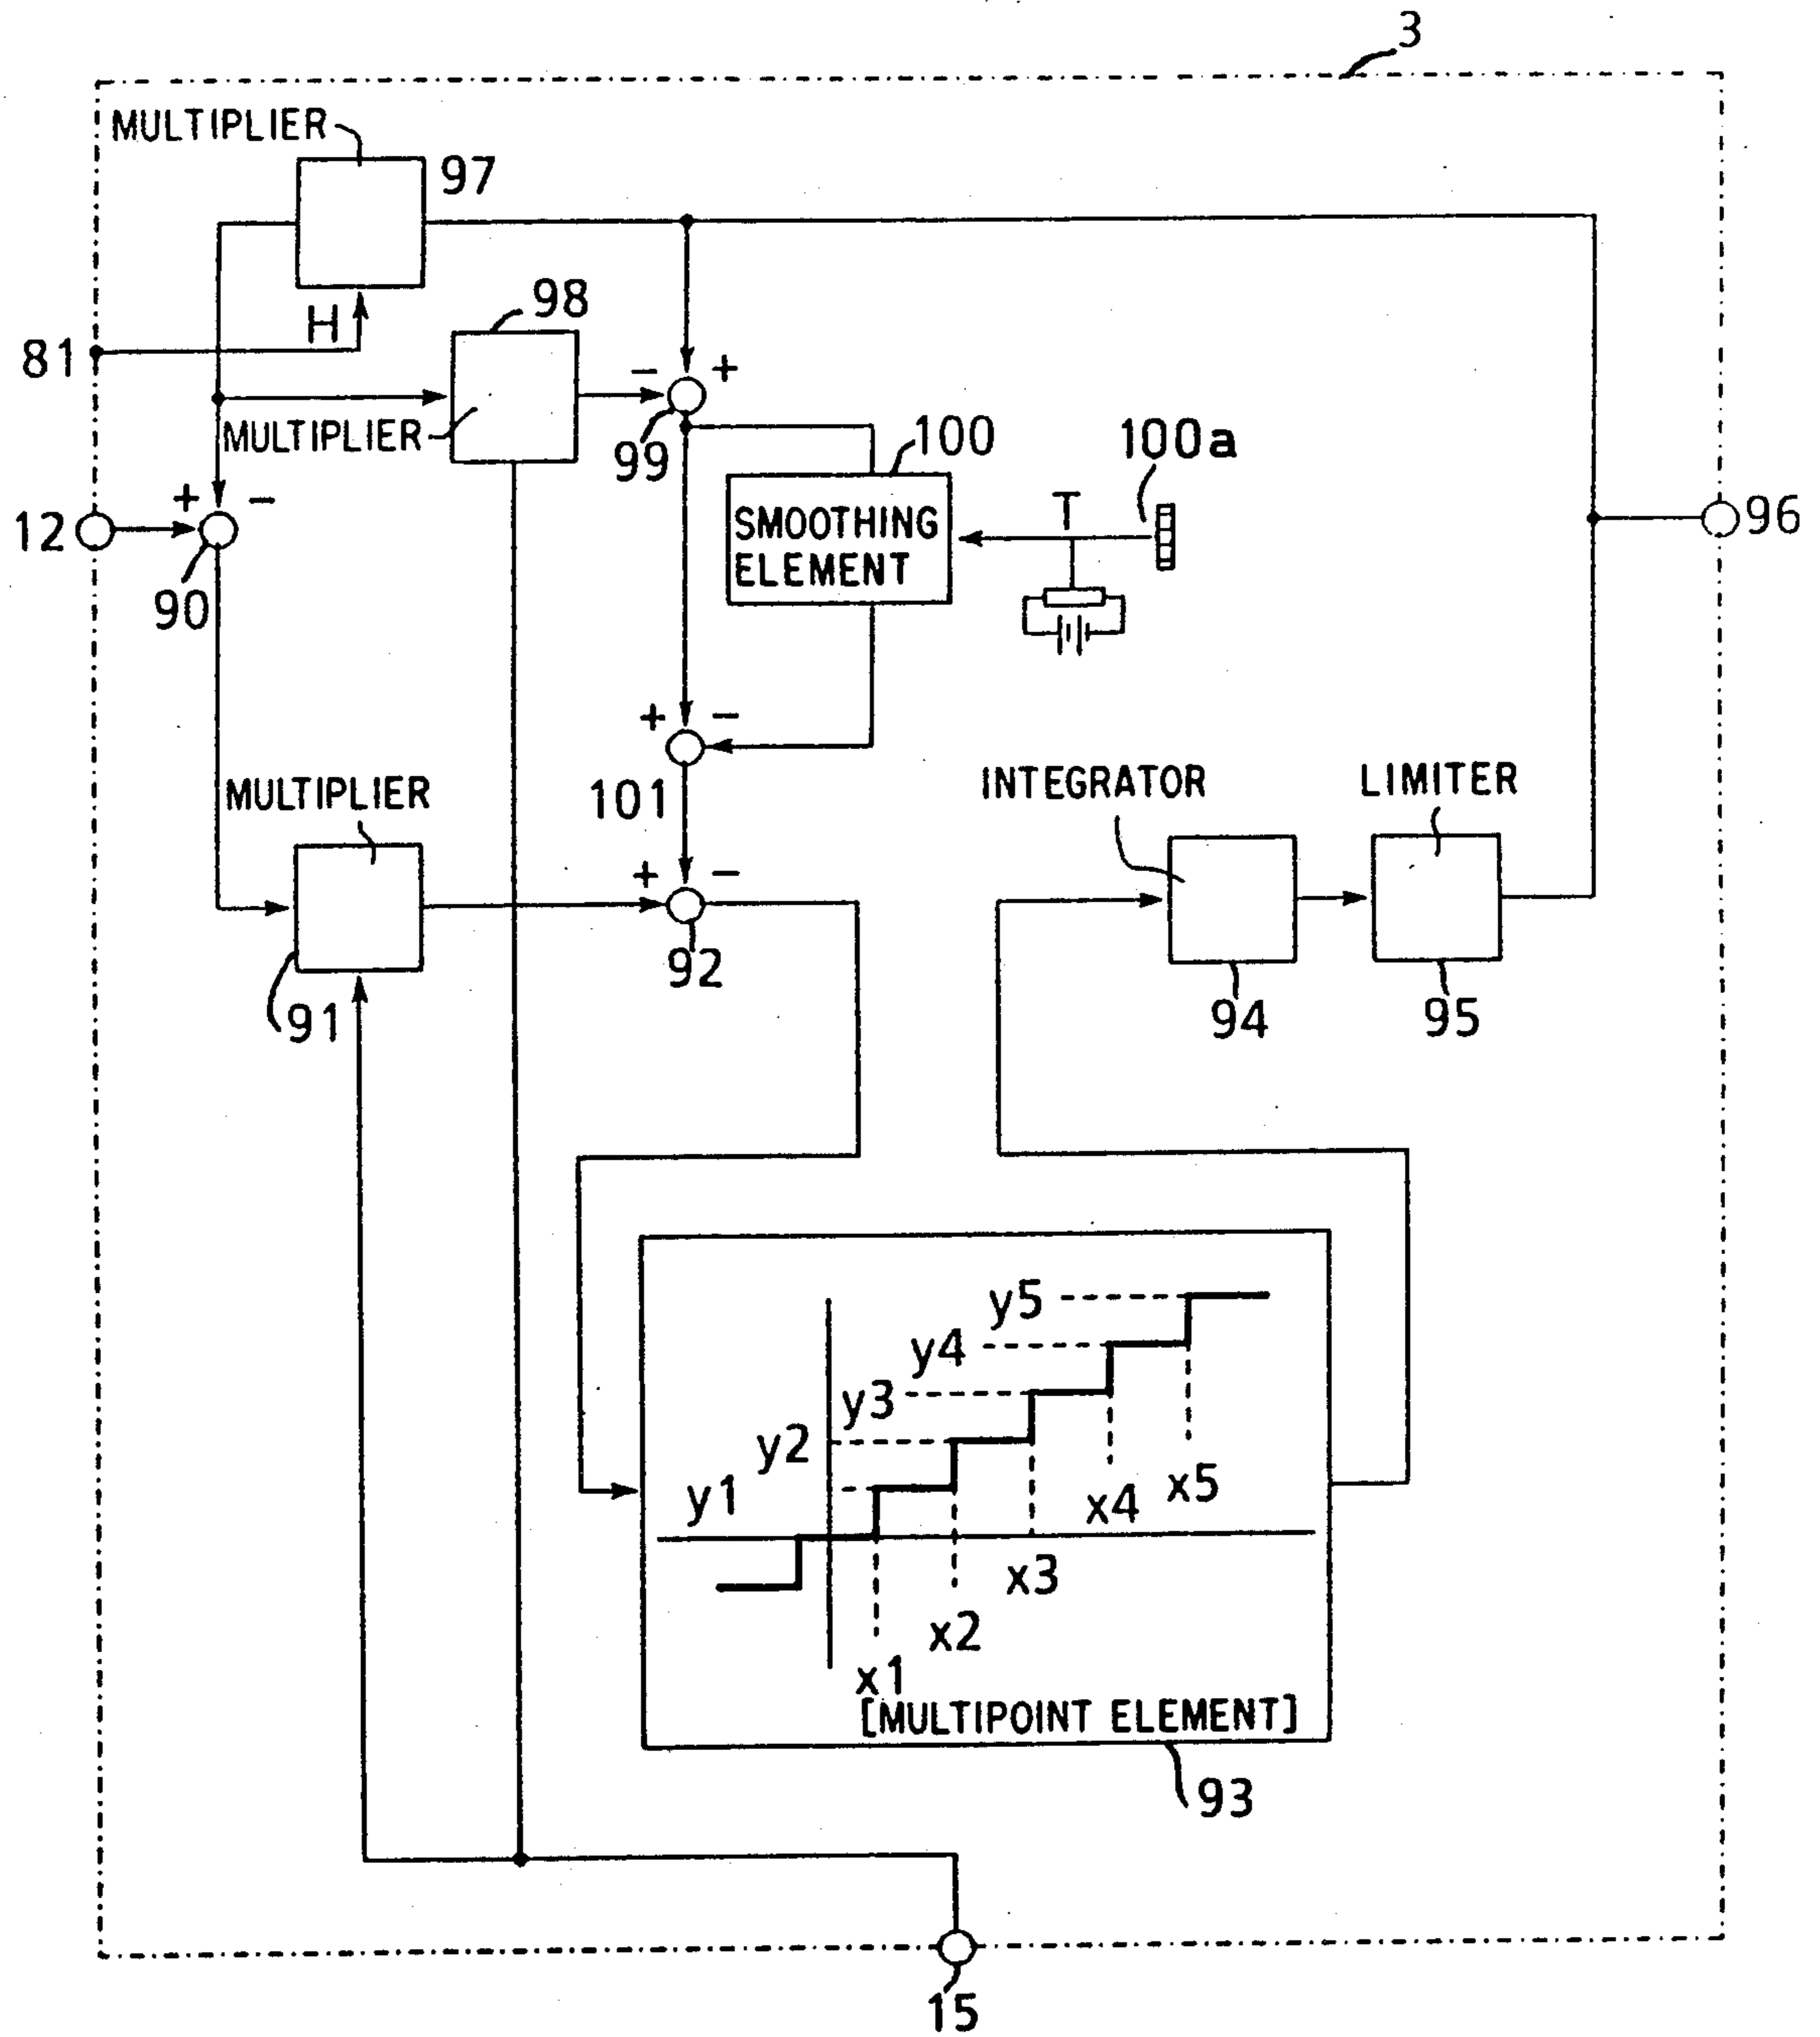 3
MULTIPLIER
97
H
98
81
MULTIPLIER
- +
99
100
100a
T
SMOOTHING
ELEMENT
+ -
12
90
96
+ -
101
MULTIPLIER
INTEGRATOR
LIMITER
+ -
92
91
94
95
y5
y4
y3
y2
y1
x5
x4
x3
x2
x1
[MULTIPOINT ELEMENT]
93
15